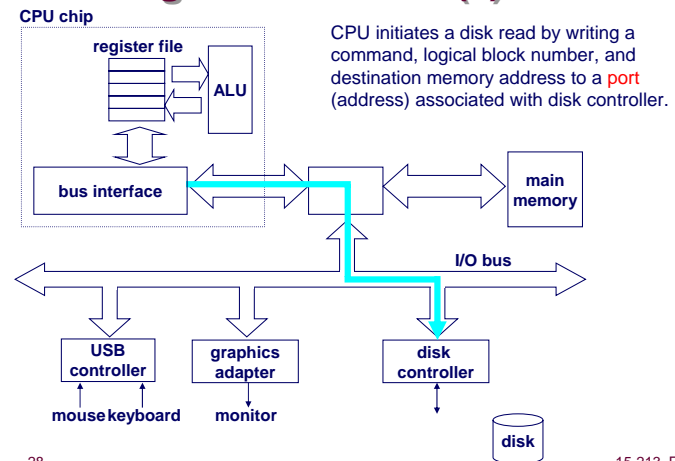 CPU chip
CPU initiates a disk read by writing a
command, logical block number, and
destination memory address to a port
(address) associated with disk controller.
register file
ALU
bus interface
main
memory
I/O bus
USB
controller
graphics
adapter
disk
controller
mouse keyboard
monitor
disk
28